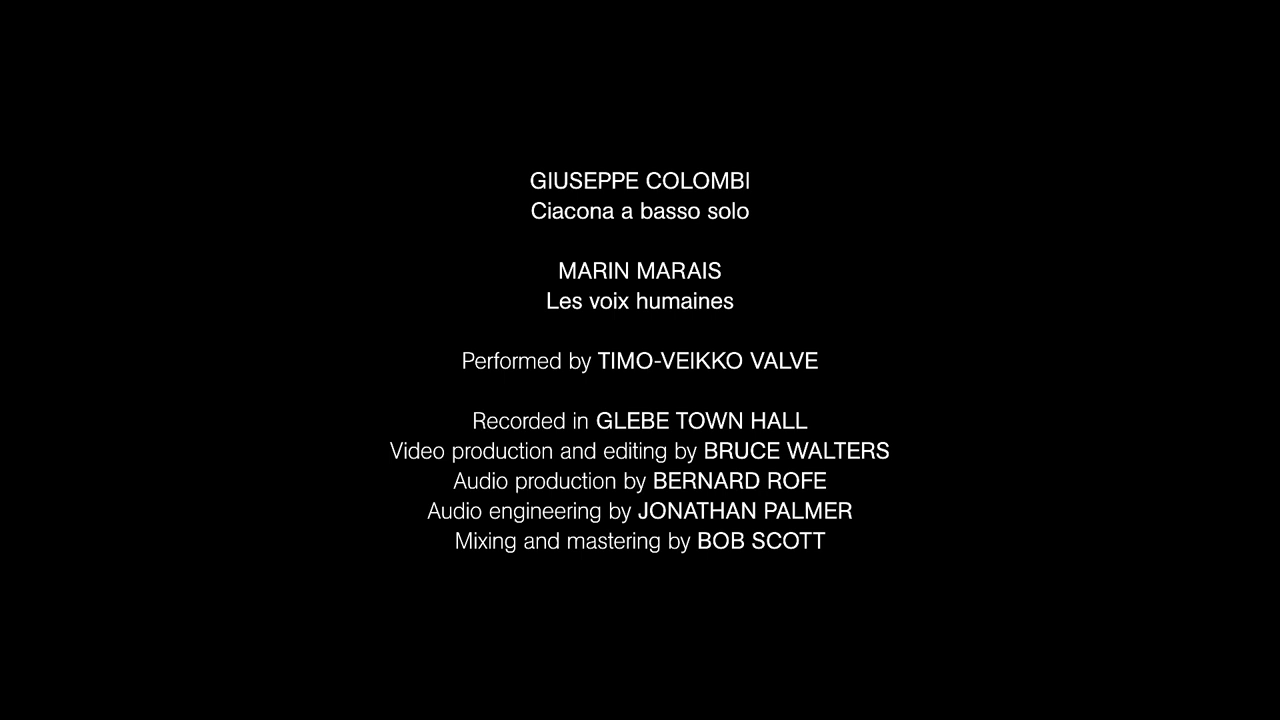 GIUSEPPE COLOMBI
Ciacona a basso solo
MARIN MARAIS
Les voix humaines
Performed by TIMO-VEIKKO VALVE
Recorded in GLEBE TOWN HALL
Video production and editing by BRUCE WALTERS
Audio production by BERNARD ROFE
Audio engineering by JONATHAN PALMER
Mixing and mastering by BOB SCOTT